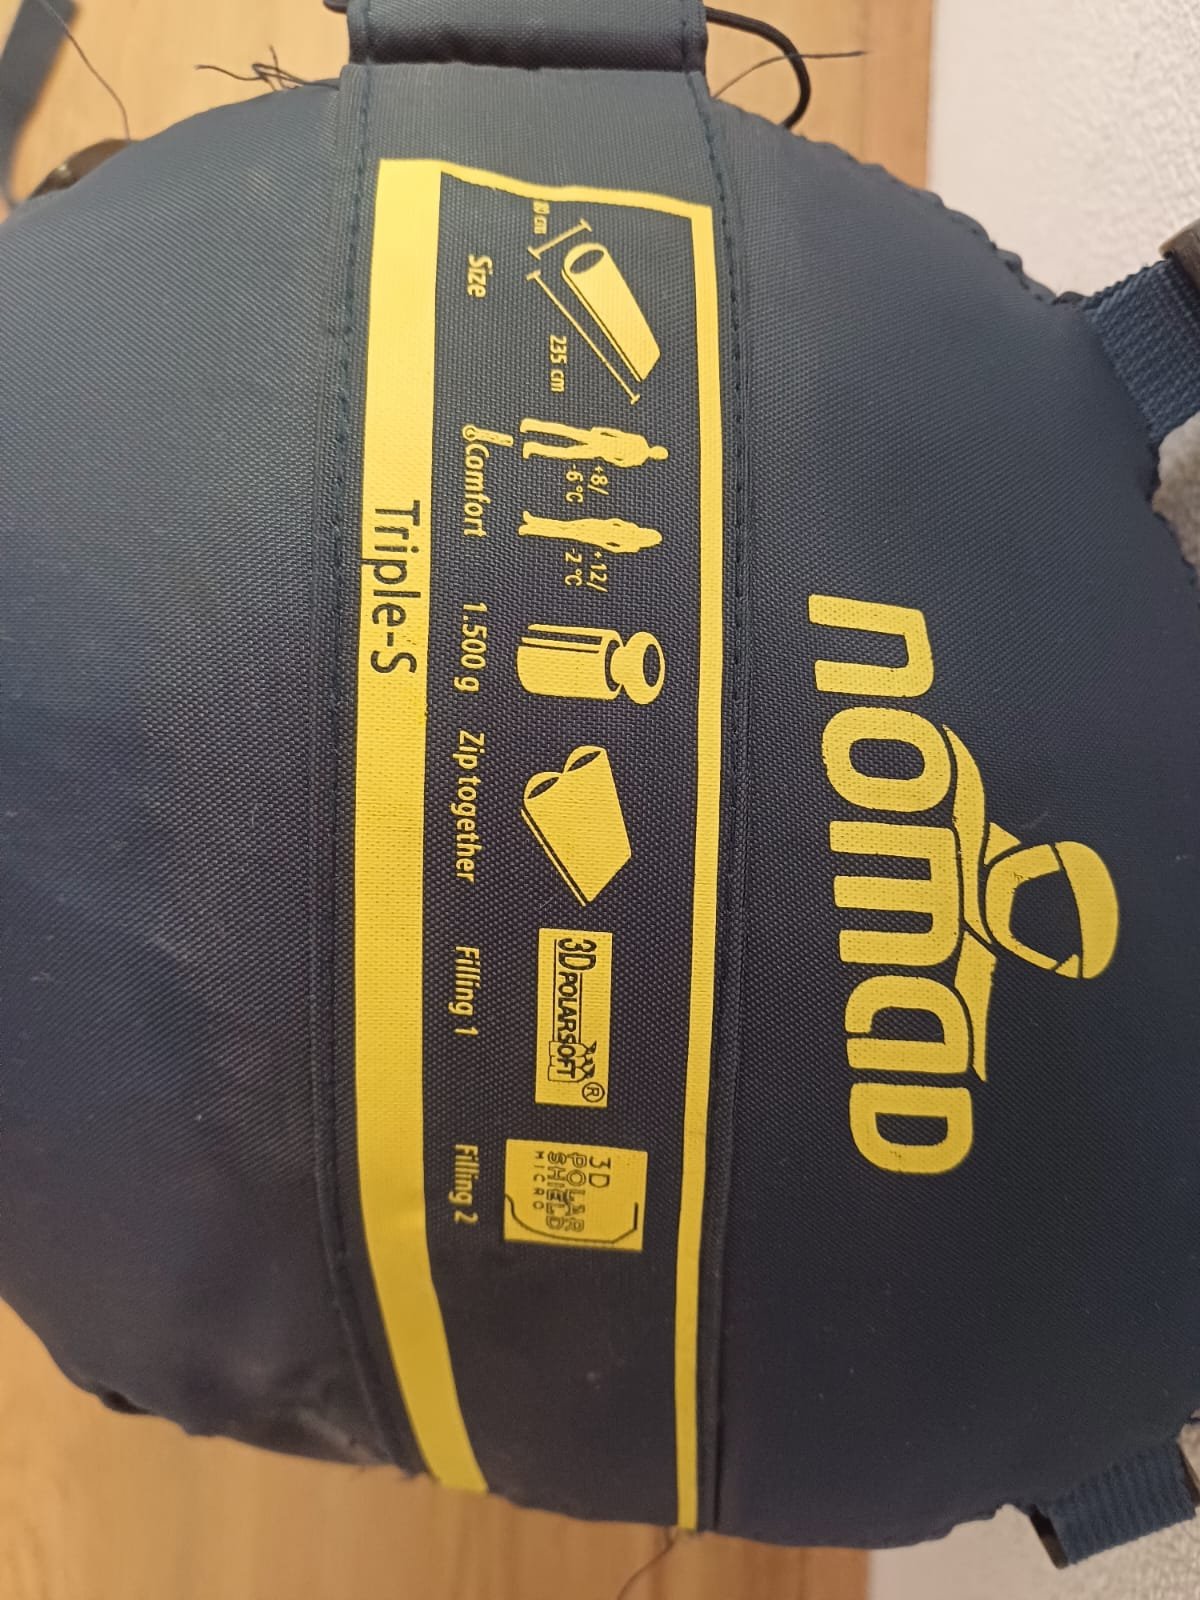 nomad
235 cm
Size
+8/
-6 °C
+12/
-2 °C
Comfort
1.500 g
Zip together
3D POLARSOFT®
Filling 1
3D
POLAR
SHIELD
MICRO
Filling 2
Triple-S